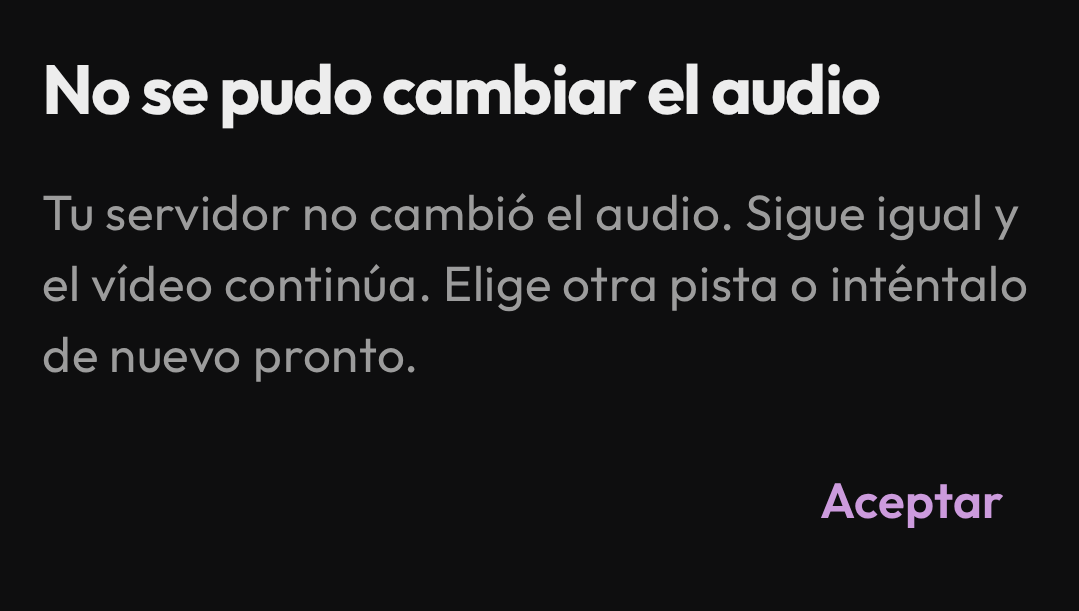 No se pudo cambiar el audio
Tu servidor no cambió el audio. Sigue igual y
el vídeo continúa. Elige otra pista o inténtalo
de nuevo pronto.
Aceptar